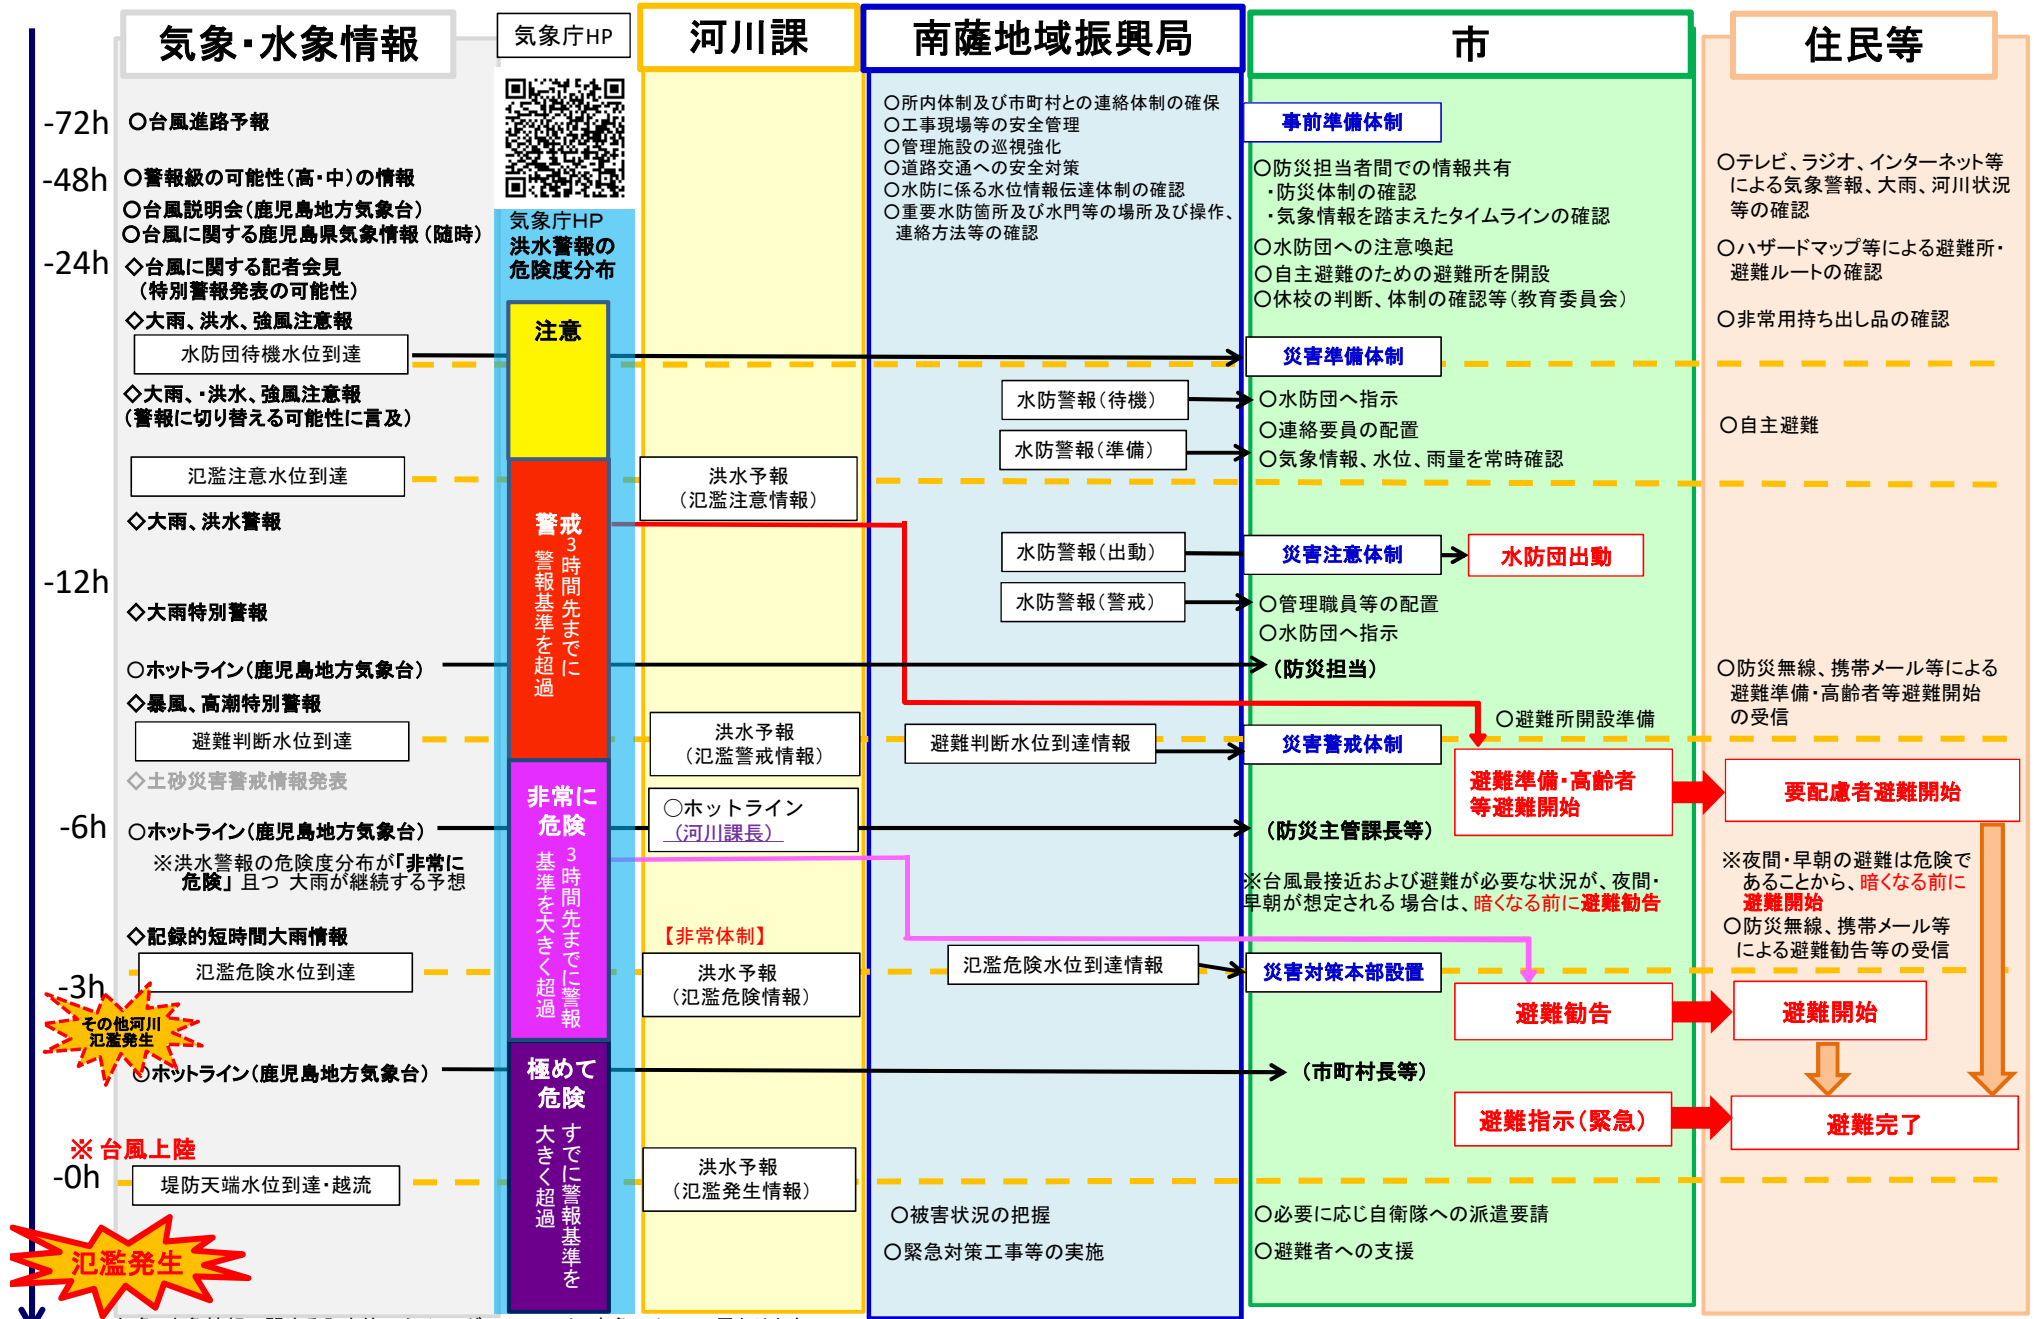 気象・水象情報
気象庁HP
河川課
南薩地域振興局
市
住民等
-72h
-48h
-24h
-12h
-6h
-3h
-0h
○台風進路予報
○警報級の可能性(高・中)の情報
○台風説明会(鹿児島地方気象台)
○台風に関する鹿児島県気象情報(随時)
◇台風に関する記者会見
(特別警報発表の可能性)
◇大雨、洪水、強風注意報
水防団待機水位到達
◇大雨、・洪水、強風注意報
(警報に切り替える可能性に言及)
氾濫注意水位到達
◇大雨、洪水警報
◇大雨特別警報
○ホットライン(鹿児島地方気象台)
◇暴風、高潮特別警報
避難判断水位到達
◇土砂災害警戒情報発表
○ホットライン(鹿児島地方気象台)
※洪水警報の危険度分布が「非常に
危険」 且つ 大雨が継続する予想
◇記録的短時間大雨情報
氾濫危険水位到達
その他河川
氾濫発生
○ホットライン(鹿児島地方気象台)
※ 台風上陸
堤防天端水位到達・越流
氾濫発生
気象庁HP
洪水警報の
危険度分布
注意
警戒
3時間先までに
警報基準を超過
非常に
危険
3時間先までに警報
基準を大きく超過
極めて
危険
すでに警報基準を
大きく超過
洪水予報
(氾濫注意情報)
洪水予報
(氾濫警戒情報)
○ホットライン
(河川課長)
【非常体制】
洪水予報
(氾濫危険情報)
洪水予報
(氾濫発生情報)
○所内体制及び市町村との連絡体制の確保
○工事現場等の安全管理
○管理施設の巡視強化
○道路交通への安全対策
○水防に係る水位情報伝達体制の確認
○重要水防箇所及び水門等の場所及び操作、
連絡方法等の確認
水防警報(待機)
水防警報(準備)
水防警報(出動)
水防警報(警戒)
避難判断水位到達情報
氾濫危険水位到達情報
○被害状況の把握
○緊急対策工事等の実施
事前準備体制
○防災担当者間での情報共有
・防災体制の確認
・気象情報を踏まえたタイムラインの確認
○水防団への注意喚起
○自主避難のための避難所を開設
○休校の判断、体制の確認等(教育委員会)
災害準備体制
○水防団へ指示
○連絡要員の配置
○気象情報、水位、雨量を常時確認
災害注意体制
水防団出動
○管理職員等の配置
○水防団へ指示
(防災担当)
○避難所開設準備
災害警戒体制
避難準備・高齢者
等避難開始
(防災主管課長等)
※台風最接近および避難が必要な状況が、夜間・
早朝が想定される場合は、暗くなる前に避難勧告
災害対策本部設置
避難勧告
(市町村長等)
避難指示(緊急)
○必要に応じ自衛隊への派遣要請
○避難者への支援
○テレビ、ラジオ、インターネット等
による気象警報、大雨、河川状況
等の確認
○ハザードマップ等による避難所・
避難ルートの確認
○非常用持ち出し品の確認
○自主避難
○防災無線、携帯メール等による
避難準備・高齢者等避難開始
の受信
要配慮者避難開始
※夜間・早朝の避難は危険で
あることから、暗くなる前に
避難開始
○防災無線、携帯メール等
による避難勧告等の受信
避難開始
避難完了